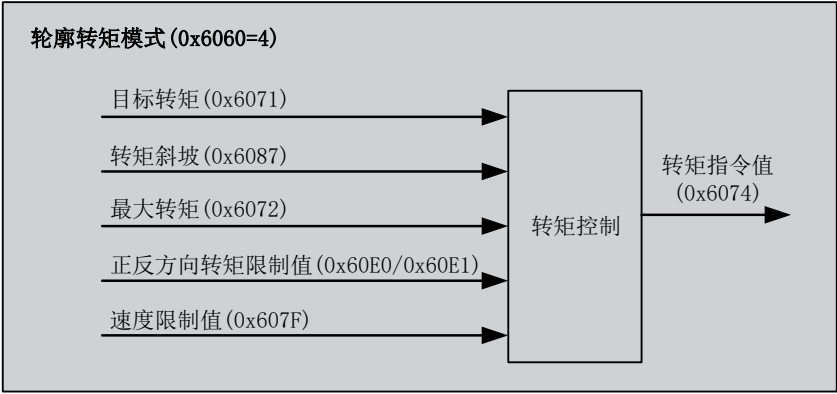 轮廓转矩模式(0x6060=4)
目标转矩(0x6071)
转矩斜坡(0x6087)
最大转矩(0x6072)
正反方向转矩限制值(0x60E0/0x60E1)
速度限制值(0x607F)
转矩控制
转矩指令值
(0x6074)